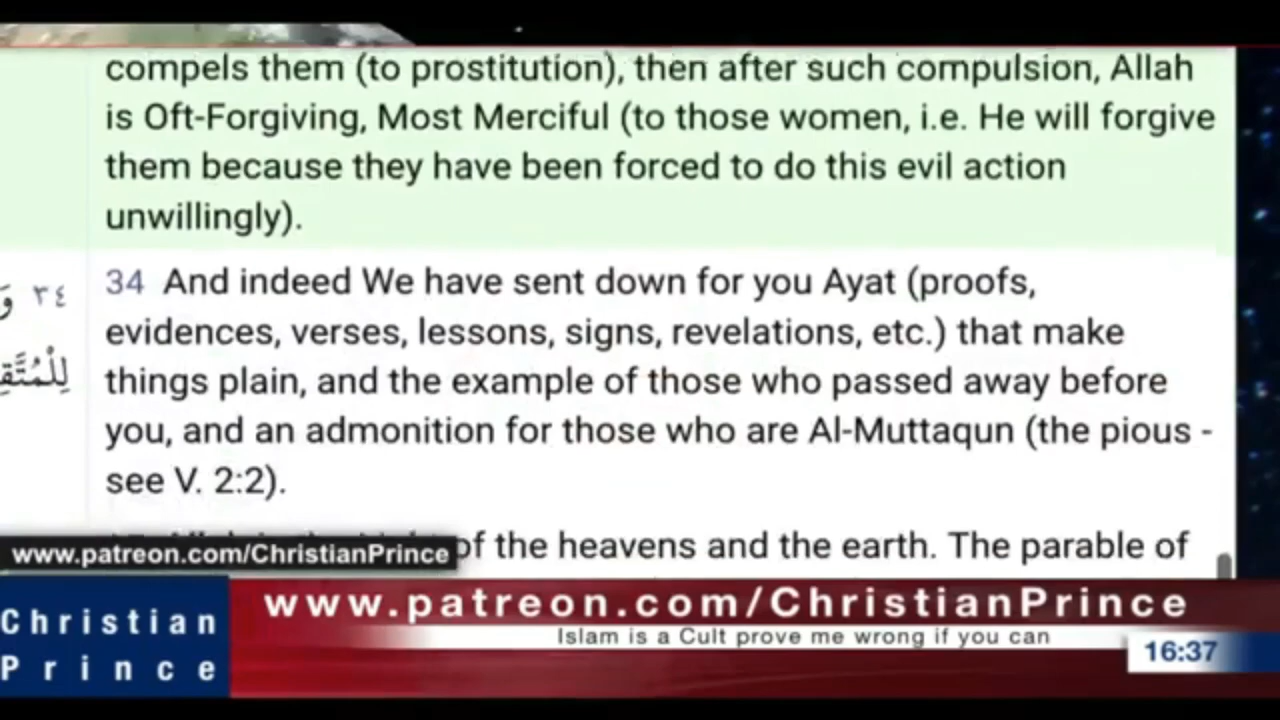 compels them (to prostitution), then after such compulsion, Allah
is Oft-Forgiving, Most Merciful (to those women, i.e. He will forgive
them because they have been forced to do this evil action
unwillingly).
٣٤
34 And indeed We have sent down for you Ayat (proofs,
evidences, verses, lessons, signs, revelations, etc.) that make
things plain, and the example of those who passed away before
you, and an admonition for those who are Al-Muttaqun (the pious -
see V. 2:2).
of the heavens and the earth. The parable of
www.patreon.com/ChristianPrince
www.patreon.com/ChristianPrince
Islam is a Cult prove me wrong if you can
Christian
Prince
16:37